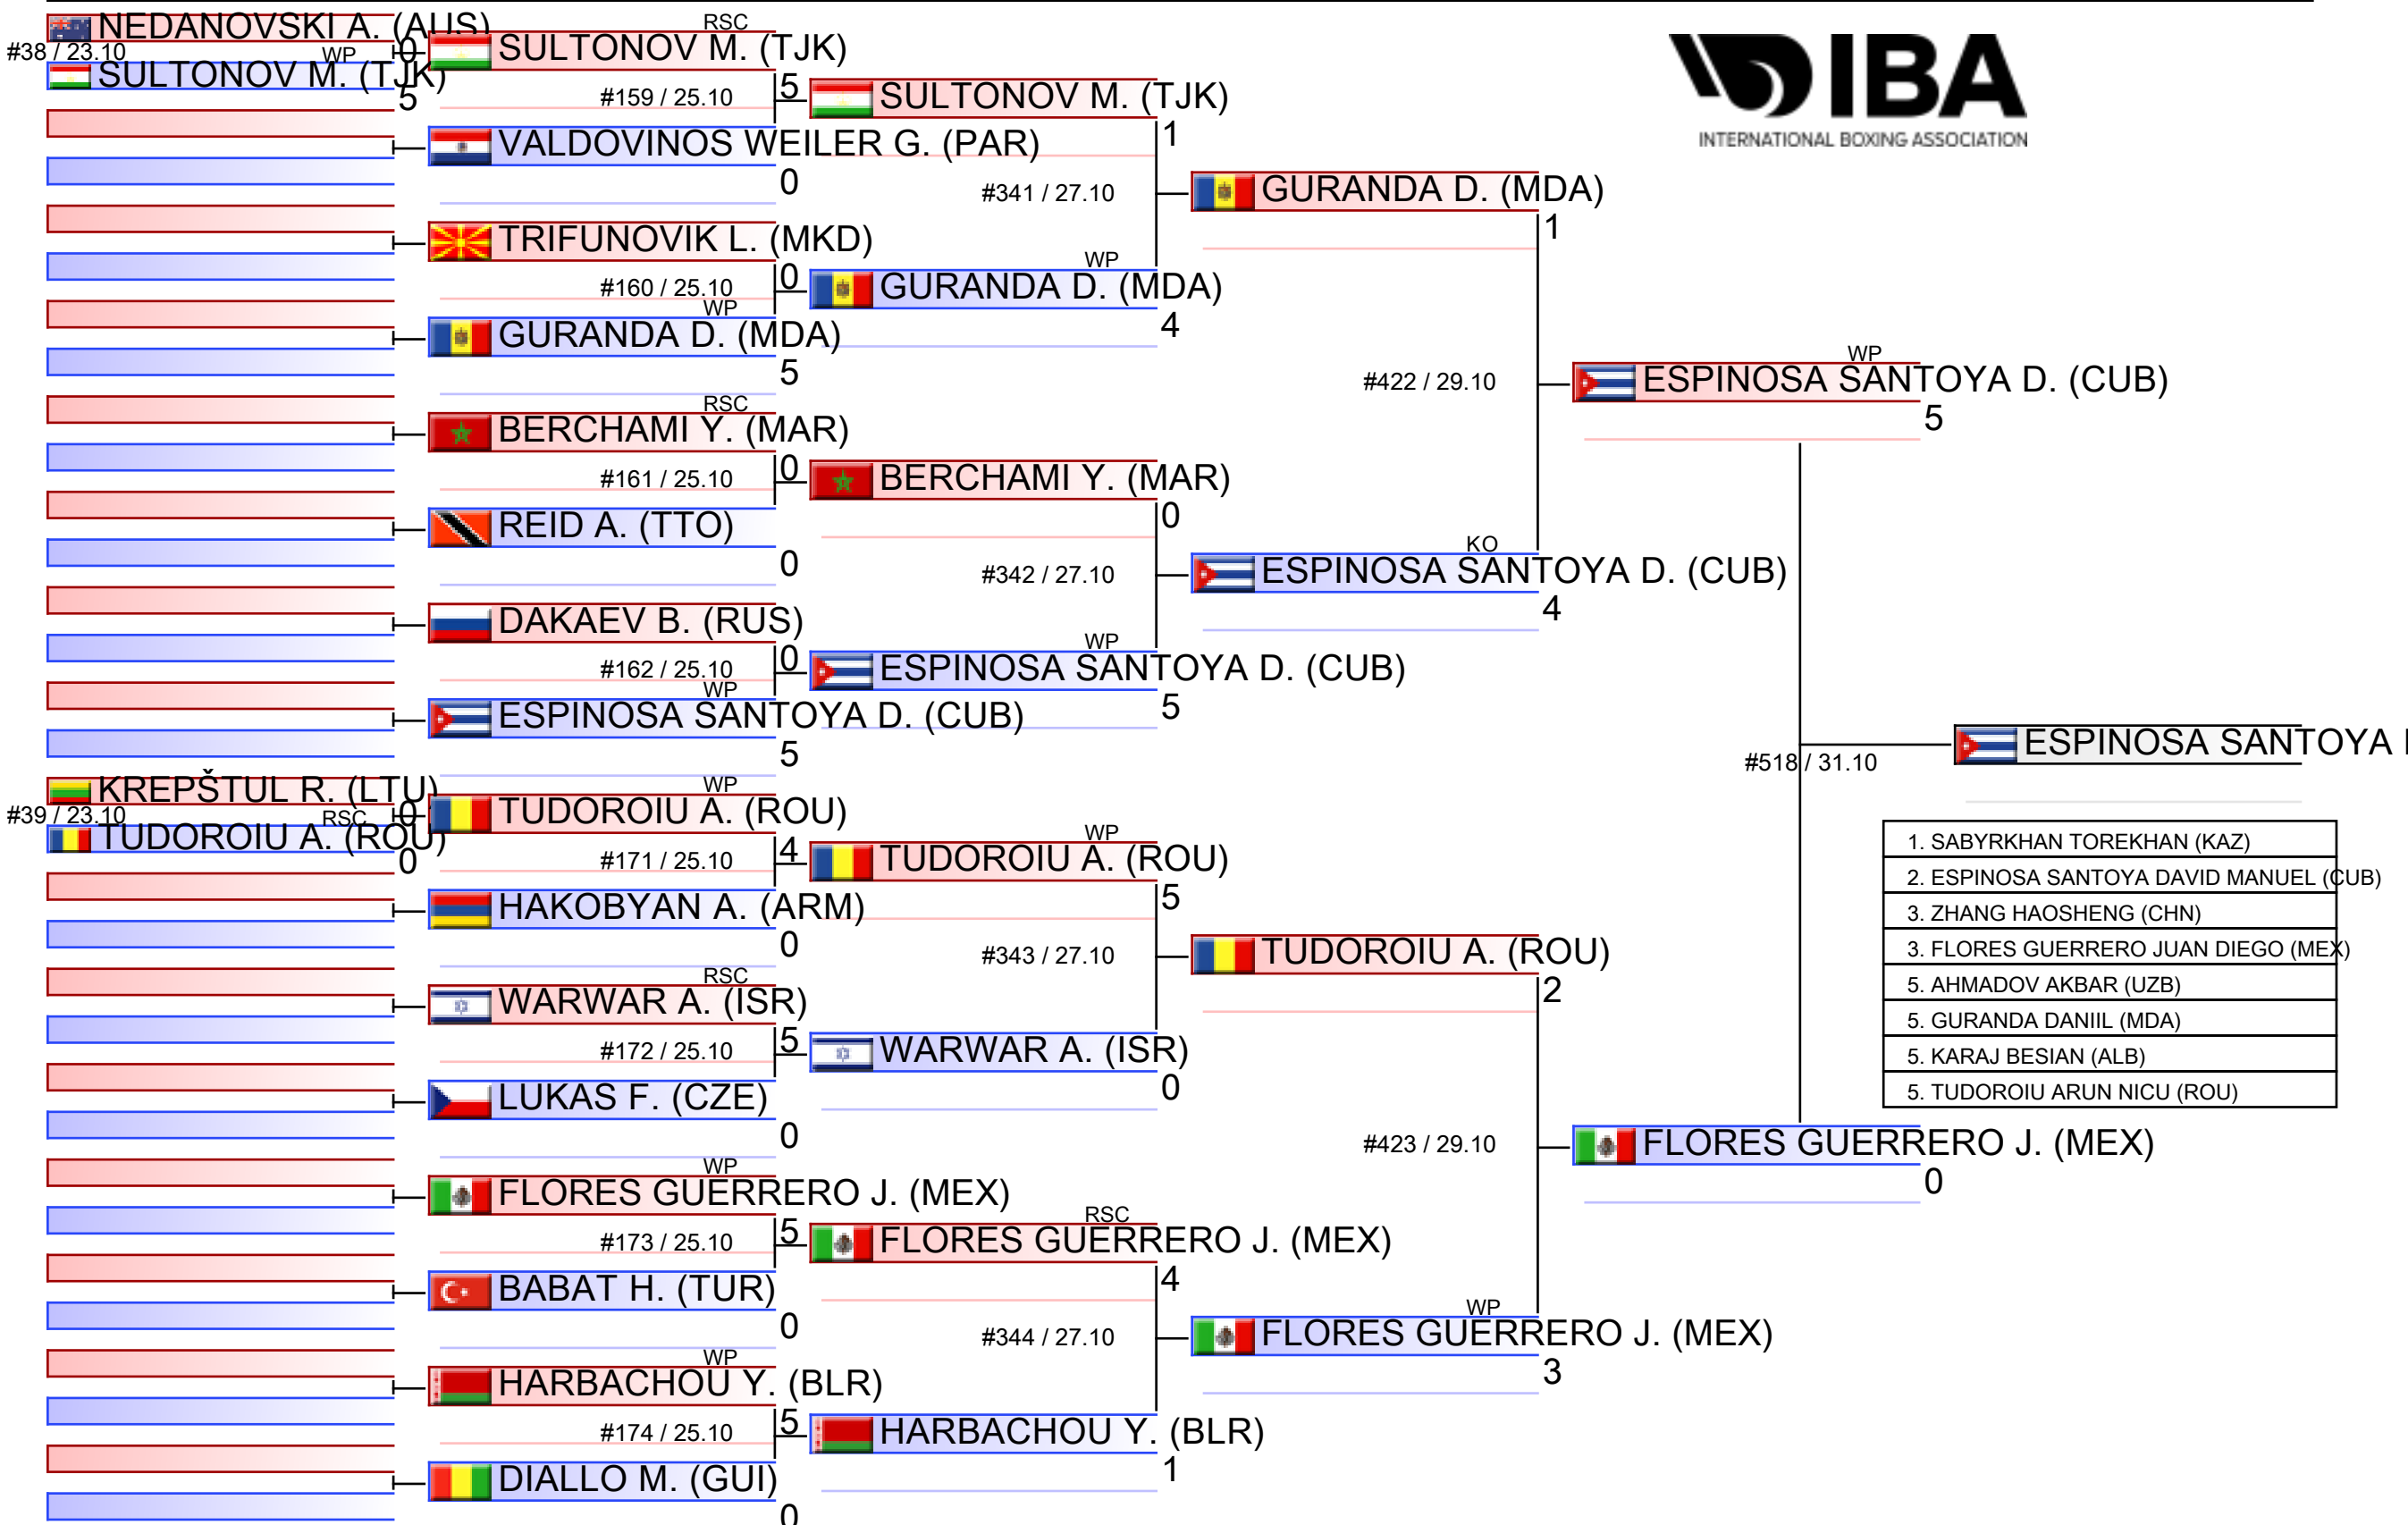 NEDANOVSKI A. (AUS)
#38 / 23.10
WP
0
SULTONOV M. (TJK)
5
KREPŠTUL R. (LTU)
#39 / 23.10
RSC
0
TUDOROIU A. (ROU)
0
RSC
SULTONOV M. (TJK)
#159 / 25.10
5
VALDOVINOS WEILER G. (PAR)
0
TRIFUNOVIK L. (MKD)
#160 / 25.10
0
WP
GURANDA D. (MDA)
5
RSC
BERCHAMI Y. (MAR)
#161 / 25.10
0
REID A. (TTO)
0
DAKAEV B. (RUS)
#162 / 25.10
0
WP
ESPINOSA SANTOYA D. (CUB)
5
WP
TUDOROIU A. (ROU)
#171 / 25.10
4
HAKOBYAN A. (ARM)
0
RSC
WARWAR A. (ISR)
#172 / 25.10
5
LUKAS F. (CZE)
0
WP
FLORES GUERRERO J. (MEX)
#173 / 25.10
5
BABAT H. (TUR)
0
WP
HARBACHOU Y. (BLR)
#174 / 25.10
5
DIALLO M. (GUI)
0
SULTONOV M. (TJK)
1
#341 / 27.10
WP
GURANDA D. (MDA)
4
BERCHAMI Y. (MAR)
0
#342 / 27.10
WP
ESPINOSA SANTOYA D. (CUB)
5
WP
TUDOROIU A. (ROU)
5
#343 / 27.10
WARWAR A. (ISR)
0
RSC
FLORES GUERRERO J. (MEX)
4
#344 / 27.10
HARBACHOU Y. (BLR)
1
GURANDA D. (MDA)
1
#422 / 29.10
KO
ESPINOSA SANTOYA D. (CUB)
4
TUDOROIU A. (ROU)
2
#423 / 29.10
WP
FLORES GUERRERO J. (MEX)
3
IBA
INTERNATIONAL BOXING ASSOCIATION
WP
ESPINOSA SANTOYA D. (CUB)
5
#518 / 31.10
FLORES GUERRERO J. (MEX)
0
ESPINOSA SANTOYA
1. SABYRKHAN TOREKHAN (KAZ)
2. ESPINOSA SANTOYA DAVID MANUEL (CUB)
3. ZHANG HAOSHENG (CHN)
3. FLORES GUERRERO JUAN DIEGO (MEX)
5. AHMADOV AKBAR (UZB)
5. GURANDA DANIIL (MDA)
5. KARAJ BESIAN (ALB)
5. TUDOROIU ARUN NICU (ROU)